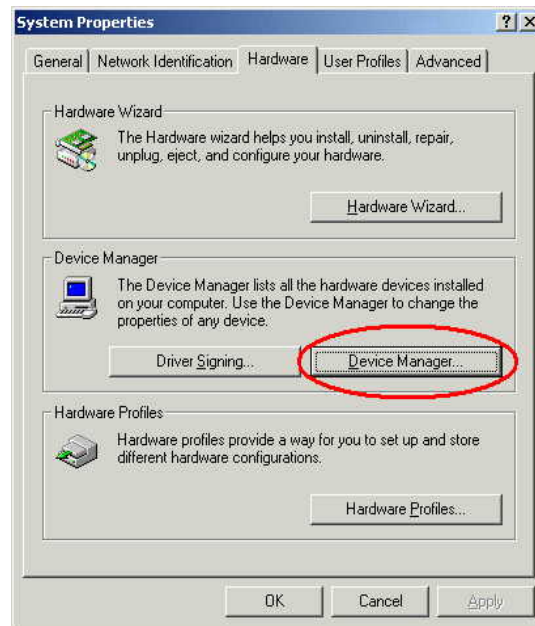 System Properties
General
Network Identification
Hardware
User Profiles
Advanced
Hardware Wizard
The Hardware wizard helps you install, uninstall, repair,
unplug, eject, and configure your hardware.
Hardware Wizard...
Device Manager
The Device Manager lists all the hardware devices installed
on your computer. Use the Device Manager to change the
properties of any device.
Driver Signing...
Device Manager...
Hardware Profiles
Hardware profiles provide a way for you to set up and store
different hardware configurations.
Hardware Profiles...
OK
Cancel
Apply